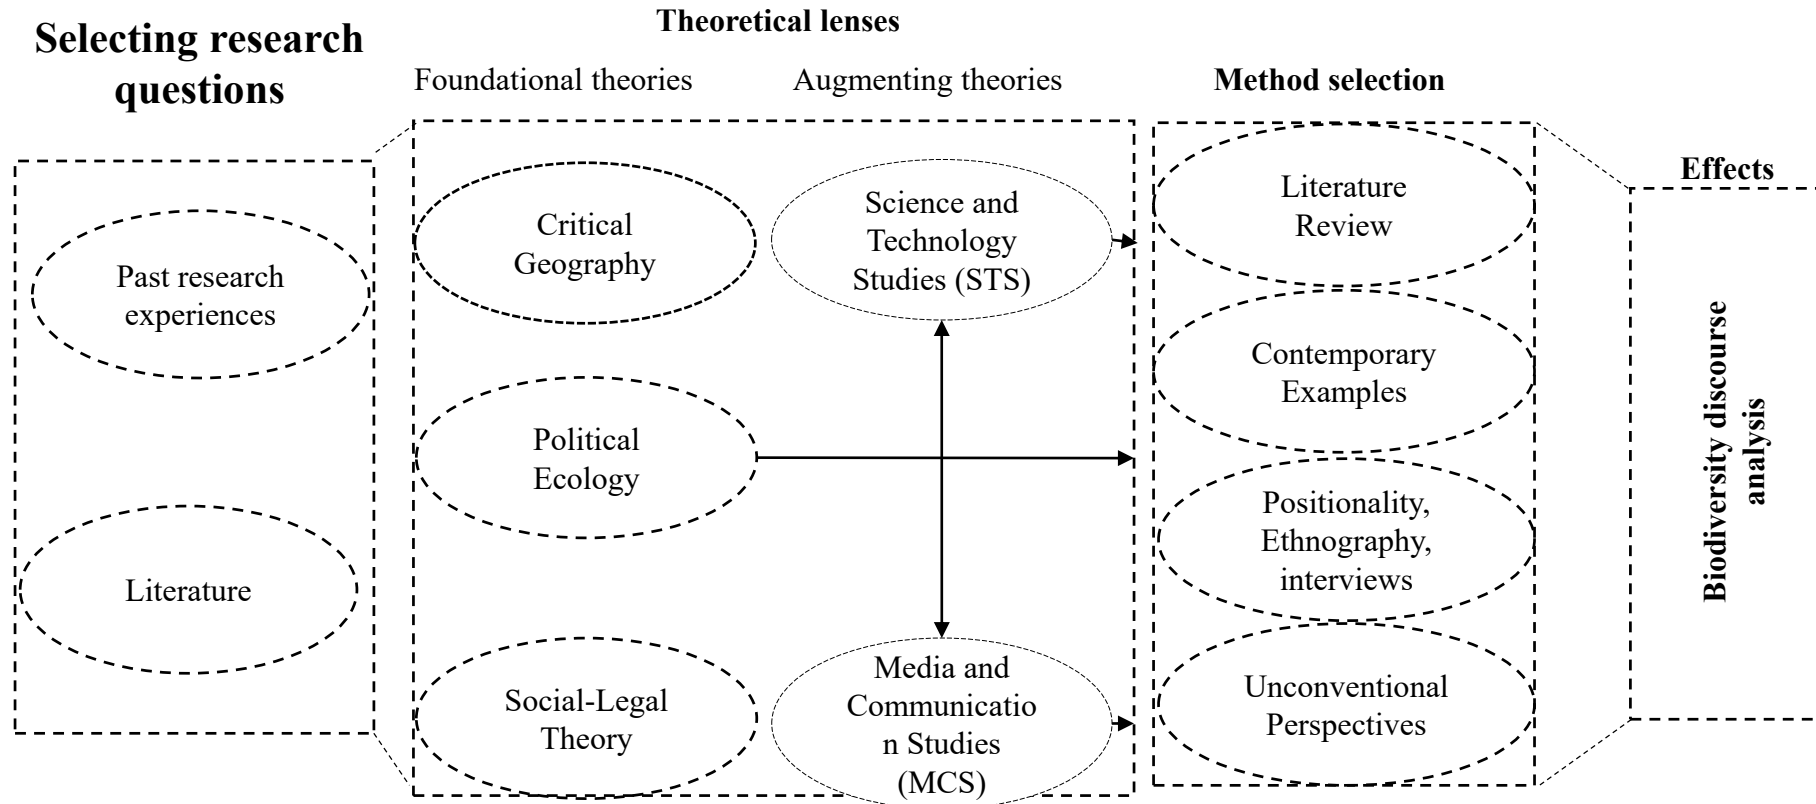 Selecting research
questions
Past research
experiences
Literature
Theoretical lenses
Foundational theories
Augmenting theories
Critical
Geography
Political
Ecology
Social-Legal
Theory
Science and
Technology
Studies (STS)
Media and
Communicatio
n Studies
(MCS)
Method selection
Literature
Review
Contemporary
Examples
Positionality,
Ethnography,
interviews
Unconventional
Perspectives
Effects
Biodiversity discourse
analysis